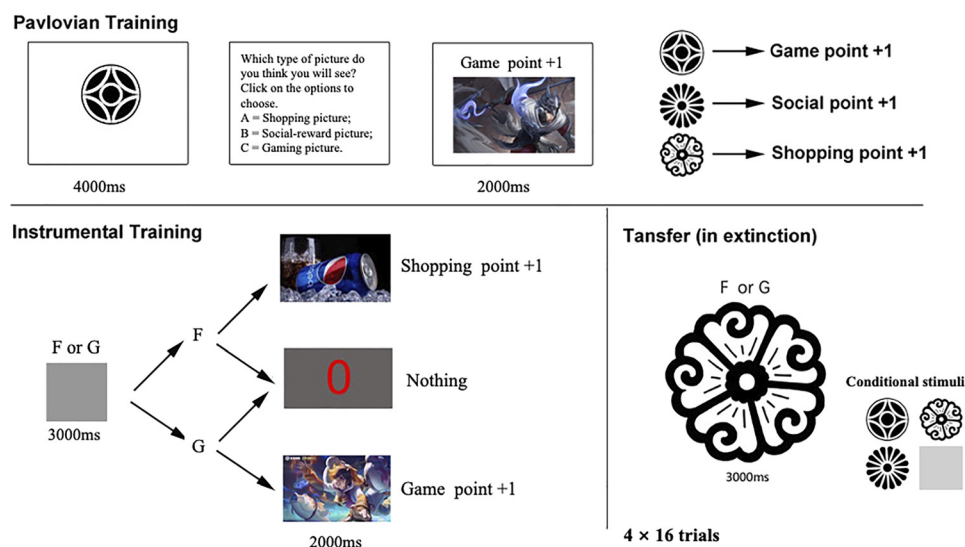 Pavlovian Training
Which type of picture do
you think you will see?
Click on the options to
choose.
A = Shopping picture;
B = Social-reward picture;
C = Gaming picture.
Game point +1
4000ms
2000ms
Game point +1
Social point +1
Shopping point +1
Instrumental Training
F or G
3000ms
F
G
Shopping point +1
0
Nothing
Game point +1
2000ms
Tansfer (in extinction)
F or G
3000ms
Conditional stimuli
4 × 16 trials